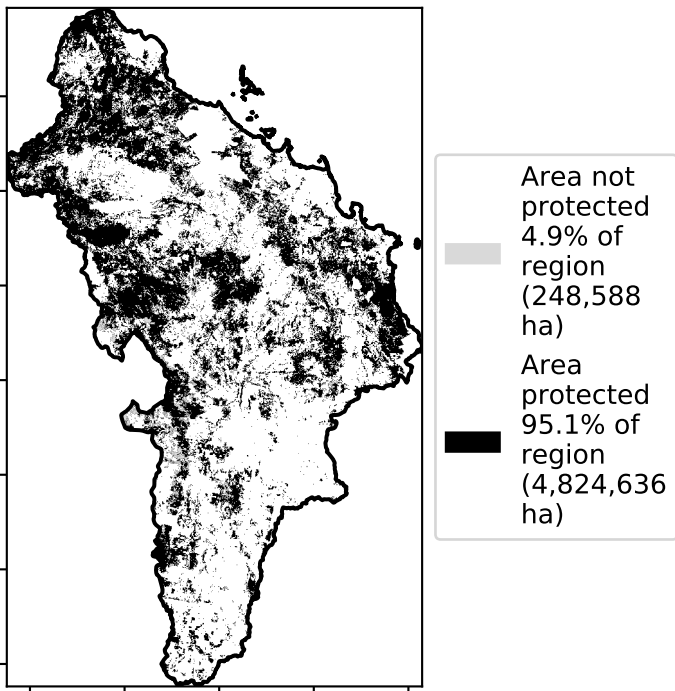 Area not
protected
4.9% of
region
(248,588
ha)
Area
protected
95.1% of
region
(4,824,636
ha)